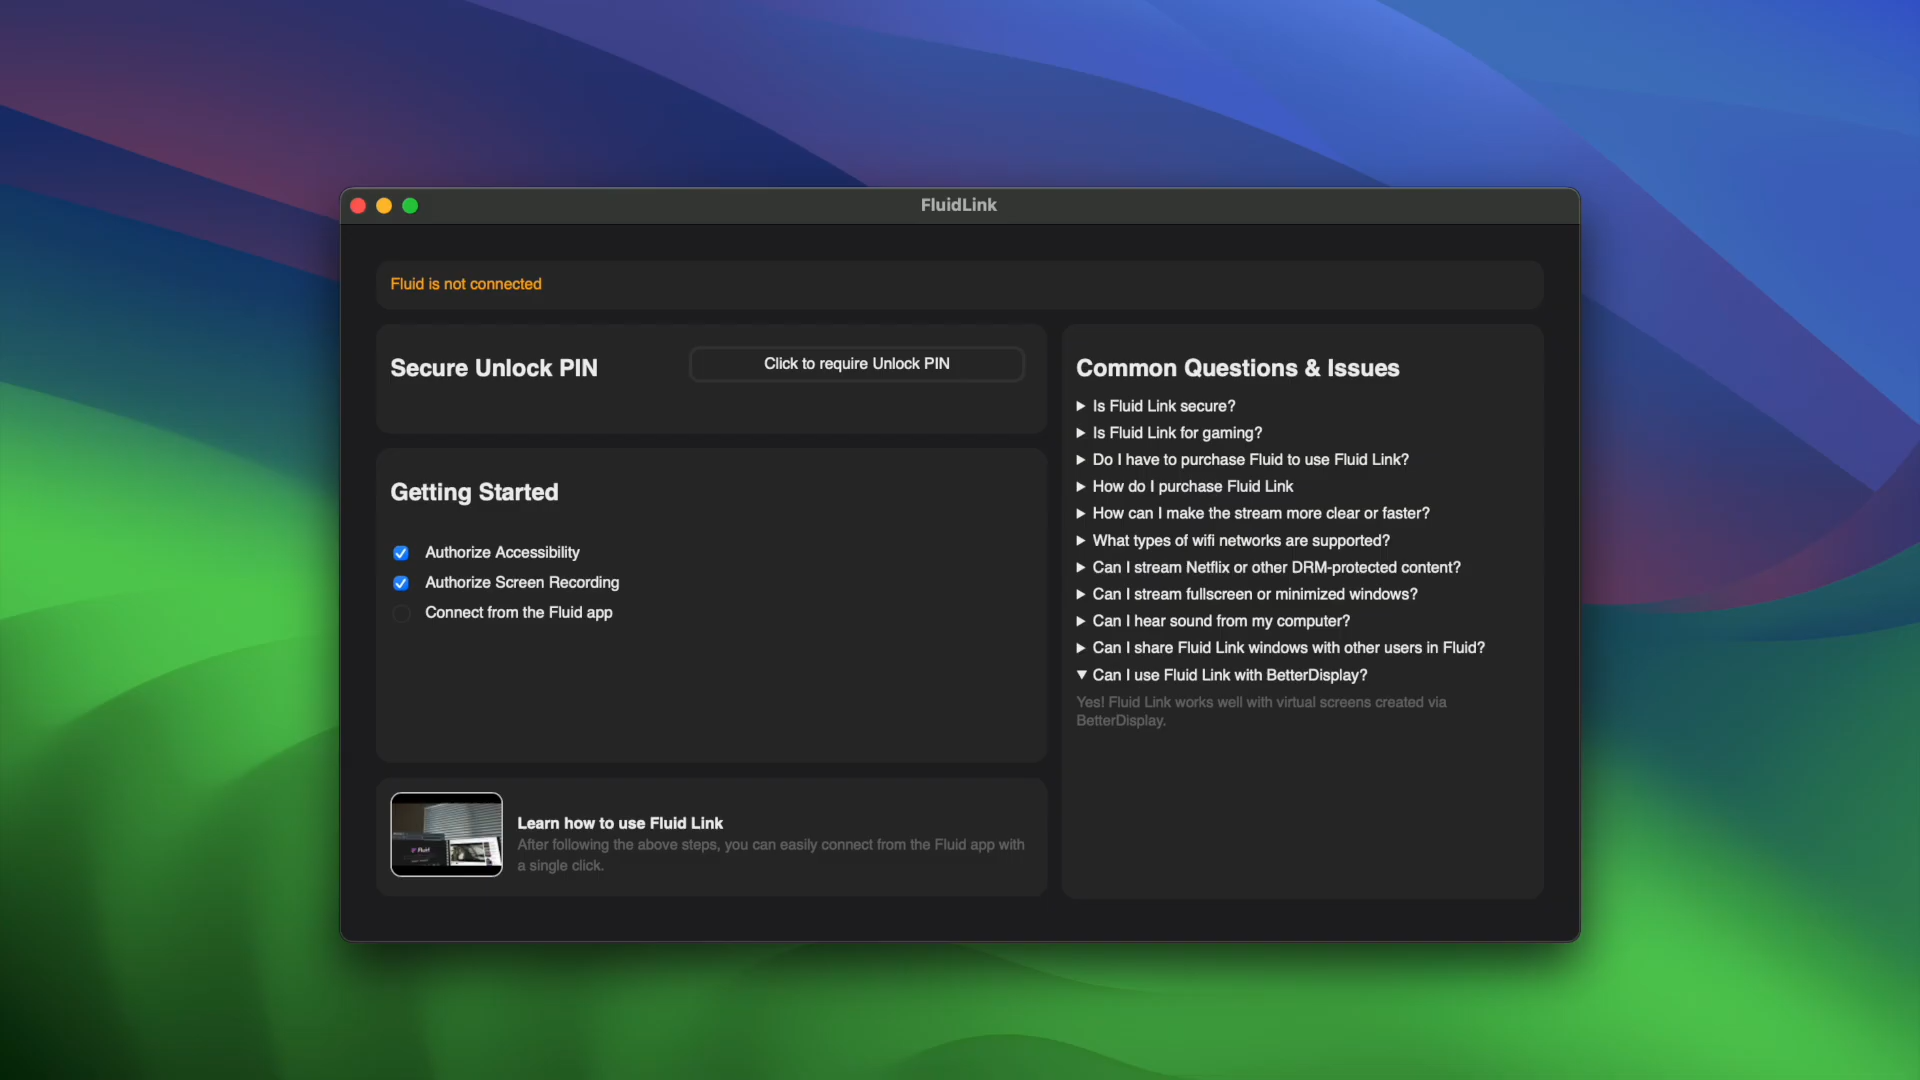 FluidLink
Fluid is not connected
Secure Unlock PIN
Click to require Unlock PIN
Getting Started
Authorize Accessibility
Authorize Screen Recording
Connect from the Fluid app
Fluid
Learn how to use Fluid Link
After following the above steps, you can easily connect from the Fluid app with
a single click.
Common Questions & Issues
Is Fluid Link secure?
Is Fluid Link for gaming?
Do I have to purchase Fluid to use Fluid Link?
How do I purchase Fluid Link
How can I make the stream more clear or faster?
What types of wifi networks are supported?
Can I stream Netflix or other DRM-protected content?
Can I stream fullscreen or minimized windows?
Can I hear sound from my computer?
Can I share Fluid Link windows with other users in Fluid?
Can I use Fluid Link with BetterDisplay?
Yes! Fluid Link works well with virtual screens created via
BetterDisplay.